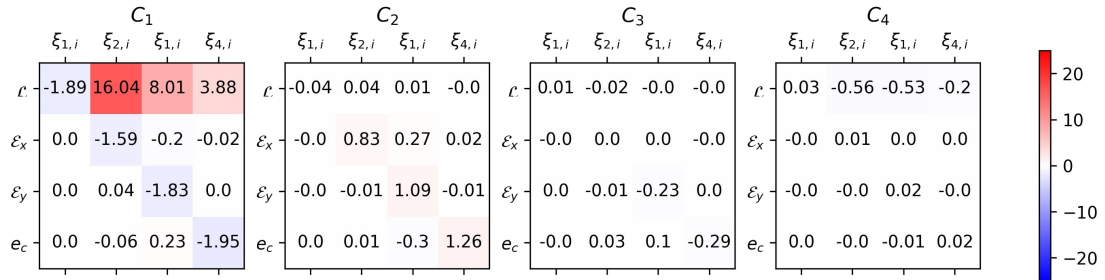 C1 C2 C3 C4
ξ1,i ξ2,i ξ1,i ξ4,i ξ1,i ξ2,i ξ1,i ξ4,i ξ1,i ξ2,i ξ1,i ξ4,i ξ1,i ξ2,i ξ1,i ξ4,i
ℒ -1.89 16.04 8.01 3.88 ℒ -0.04 0.04 0.01 -0.0 ℒ 0.01 -0.02 -0.0 -0.0 ℒ 0.03 -0.56 -0.53 -0.2 20
ℰx 0.0 -1.59 -0.2 -0.02 ℰx -0.0 0.83 0.27 0.02 ℰx -0.0 0.0 0.0 -0.0 ℰx -0.0 0.01 0.0 0.0 10
0
ℰy 0.0 0.04 -1.83 0.0 ℰy -0.0 -0.01 1.09 -0.01 ℰy 0.0 -0.01 -0.23 0.0 ℰy -0.0 -0.0 0.02 -0.0 −10
ec 0.0 -0.06 0.23 -1.95 ec 0.0 0.01 -0.3 1.26 ec -0.0 0.03 0.1 -0.29 ec 0.0 -0.0 -0.01 0.02 −20